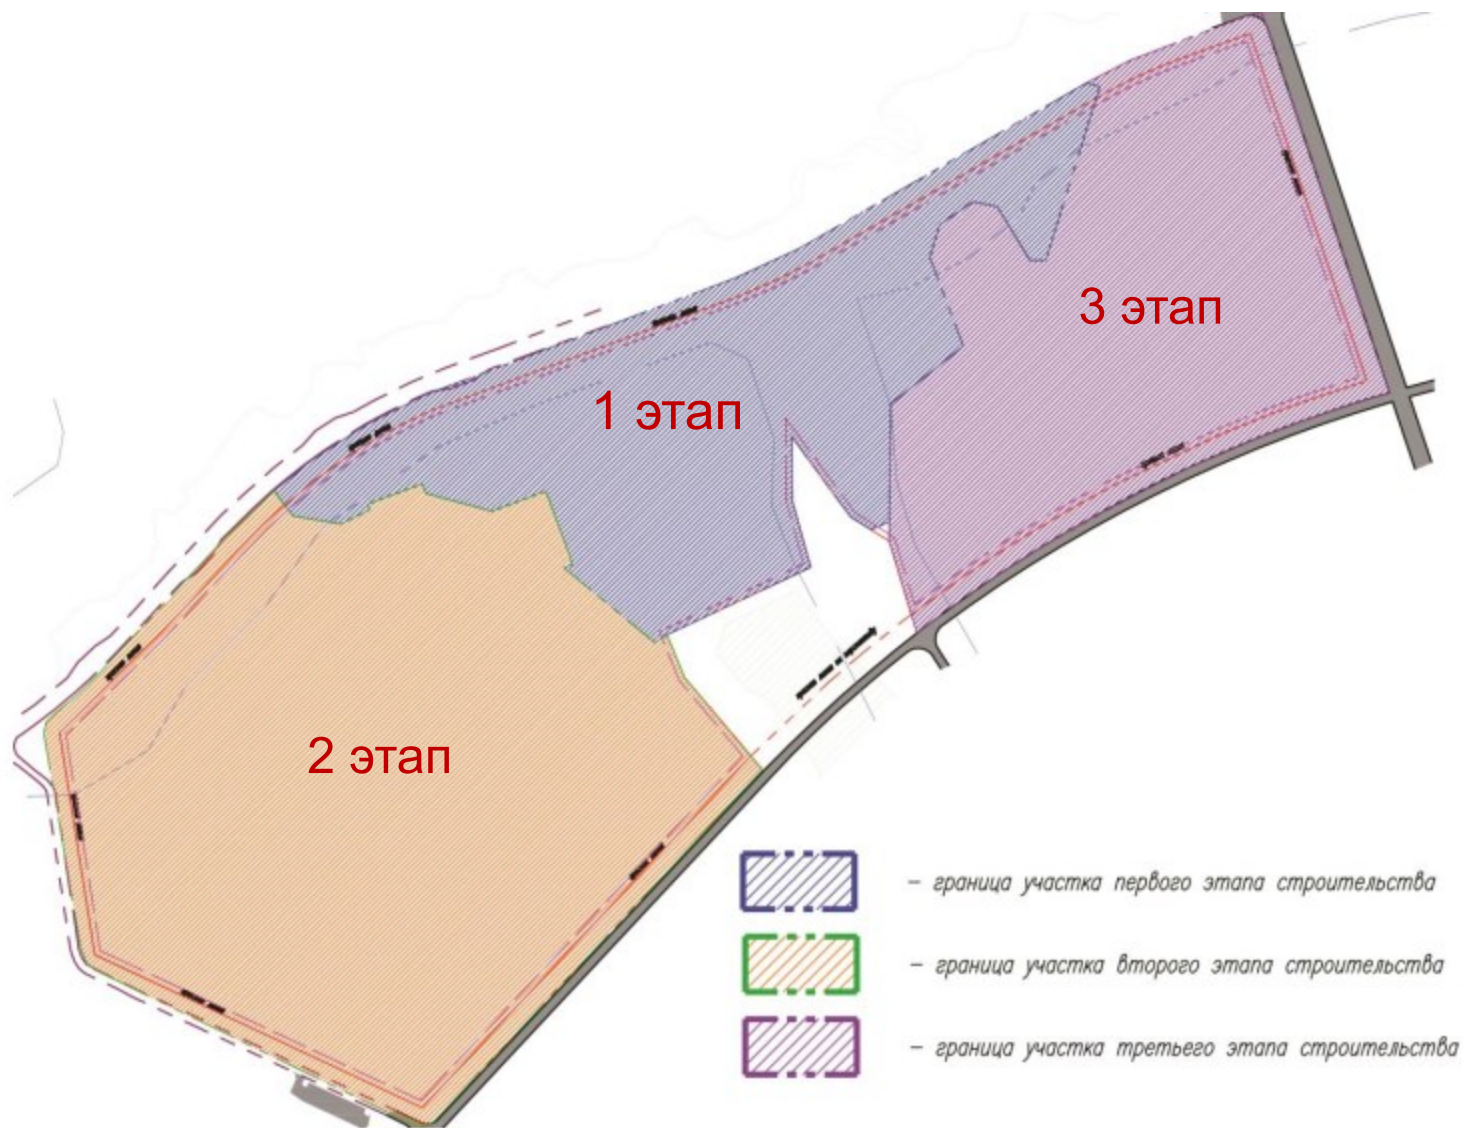 3 этап
1 этап
2 этап
– граница участка первого этапа строительства
– граница участка второго этапа строительства
– граница участка третьего этапа строительства